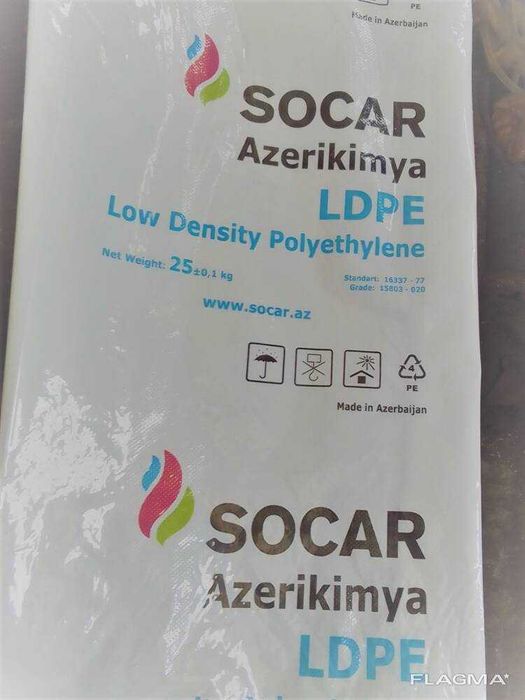 PE
Made in Azerbaijan
SOCAR
Azerikimya
LDPE
Low Density Polyethylene
Net Weight: 25±0,1 kg
Standart: 16337 - 77
Grade: 15803 - 020
www.socar.az
4
PE
Made in Azerbaijan
SOCAR
Azerikimya
LDPE
FLAGMA*